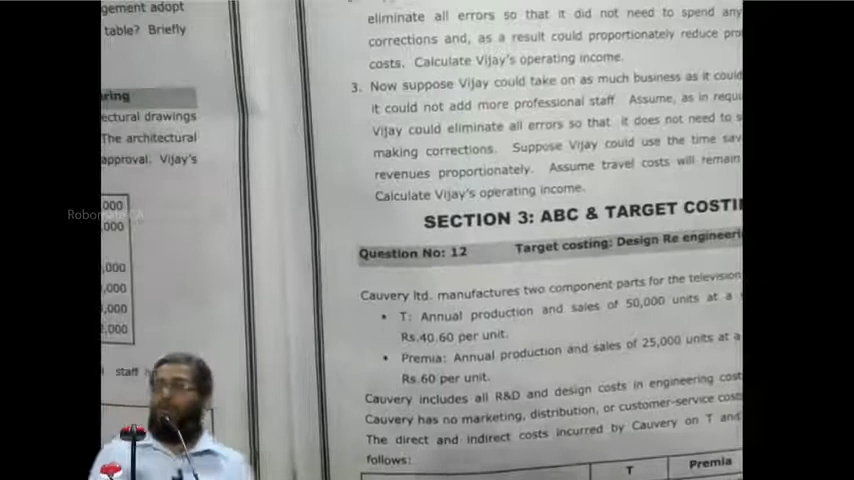 gement adopt
table? Briefly
ring
ectural drawings
The architectural
approval. Vijay's
000
,000
,000
,000
,000
2,000
staff
eliminate all errors so that it did not need to spend any
corrections and, as a result could proportionately reduce pro
costs. Calculate Vijay's operating income.
3. Now suppose Vijay could take on as much business as it could
it could not add more professional staff. Assume, as in requi
Vijay could eliminate all errors so that it does not need to s
making corrections. Suppose Vijay could use the time sav
revenues proportionately. Assume travel costs will remain
Calculate Vijay's operating income.
SECTION 3: ABC & TARGET COSTI
Question No: 12 Target costing: Design Re engineeri
Cauvery ltd. manufactures two component parts for the television
• T: Annual production and sales of 50,000 units at a
Rs.40.60 per unit.
• Premia: Annual production and sales of 25,000 units at a
Rs.60 per unit.
Cauvery includes all R&D and design costs in engineering cost
Cauvery has no marketing, distribution, or customer-service cost
The direct and indirect costs incurred by Cauvery on T and
follows:
T Premia